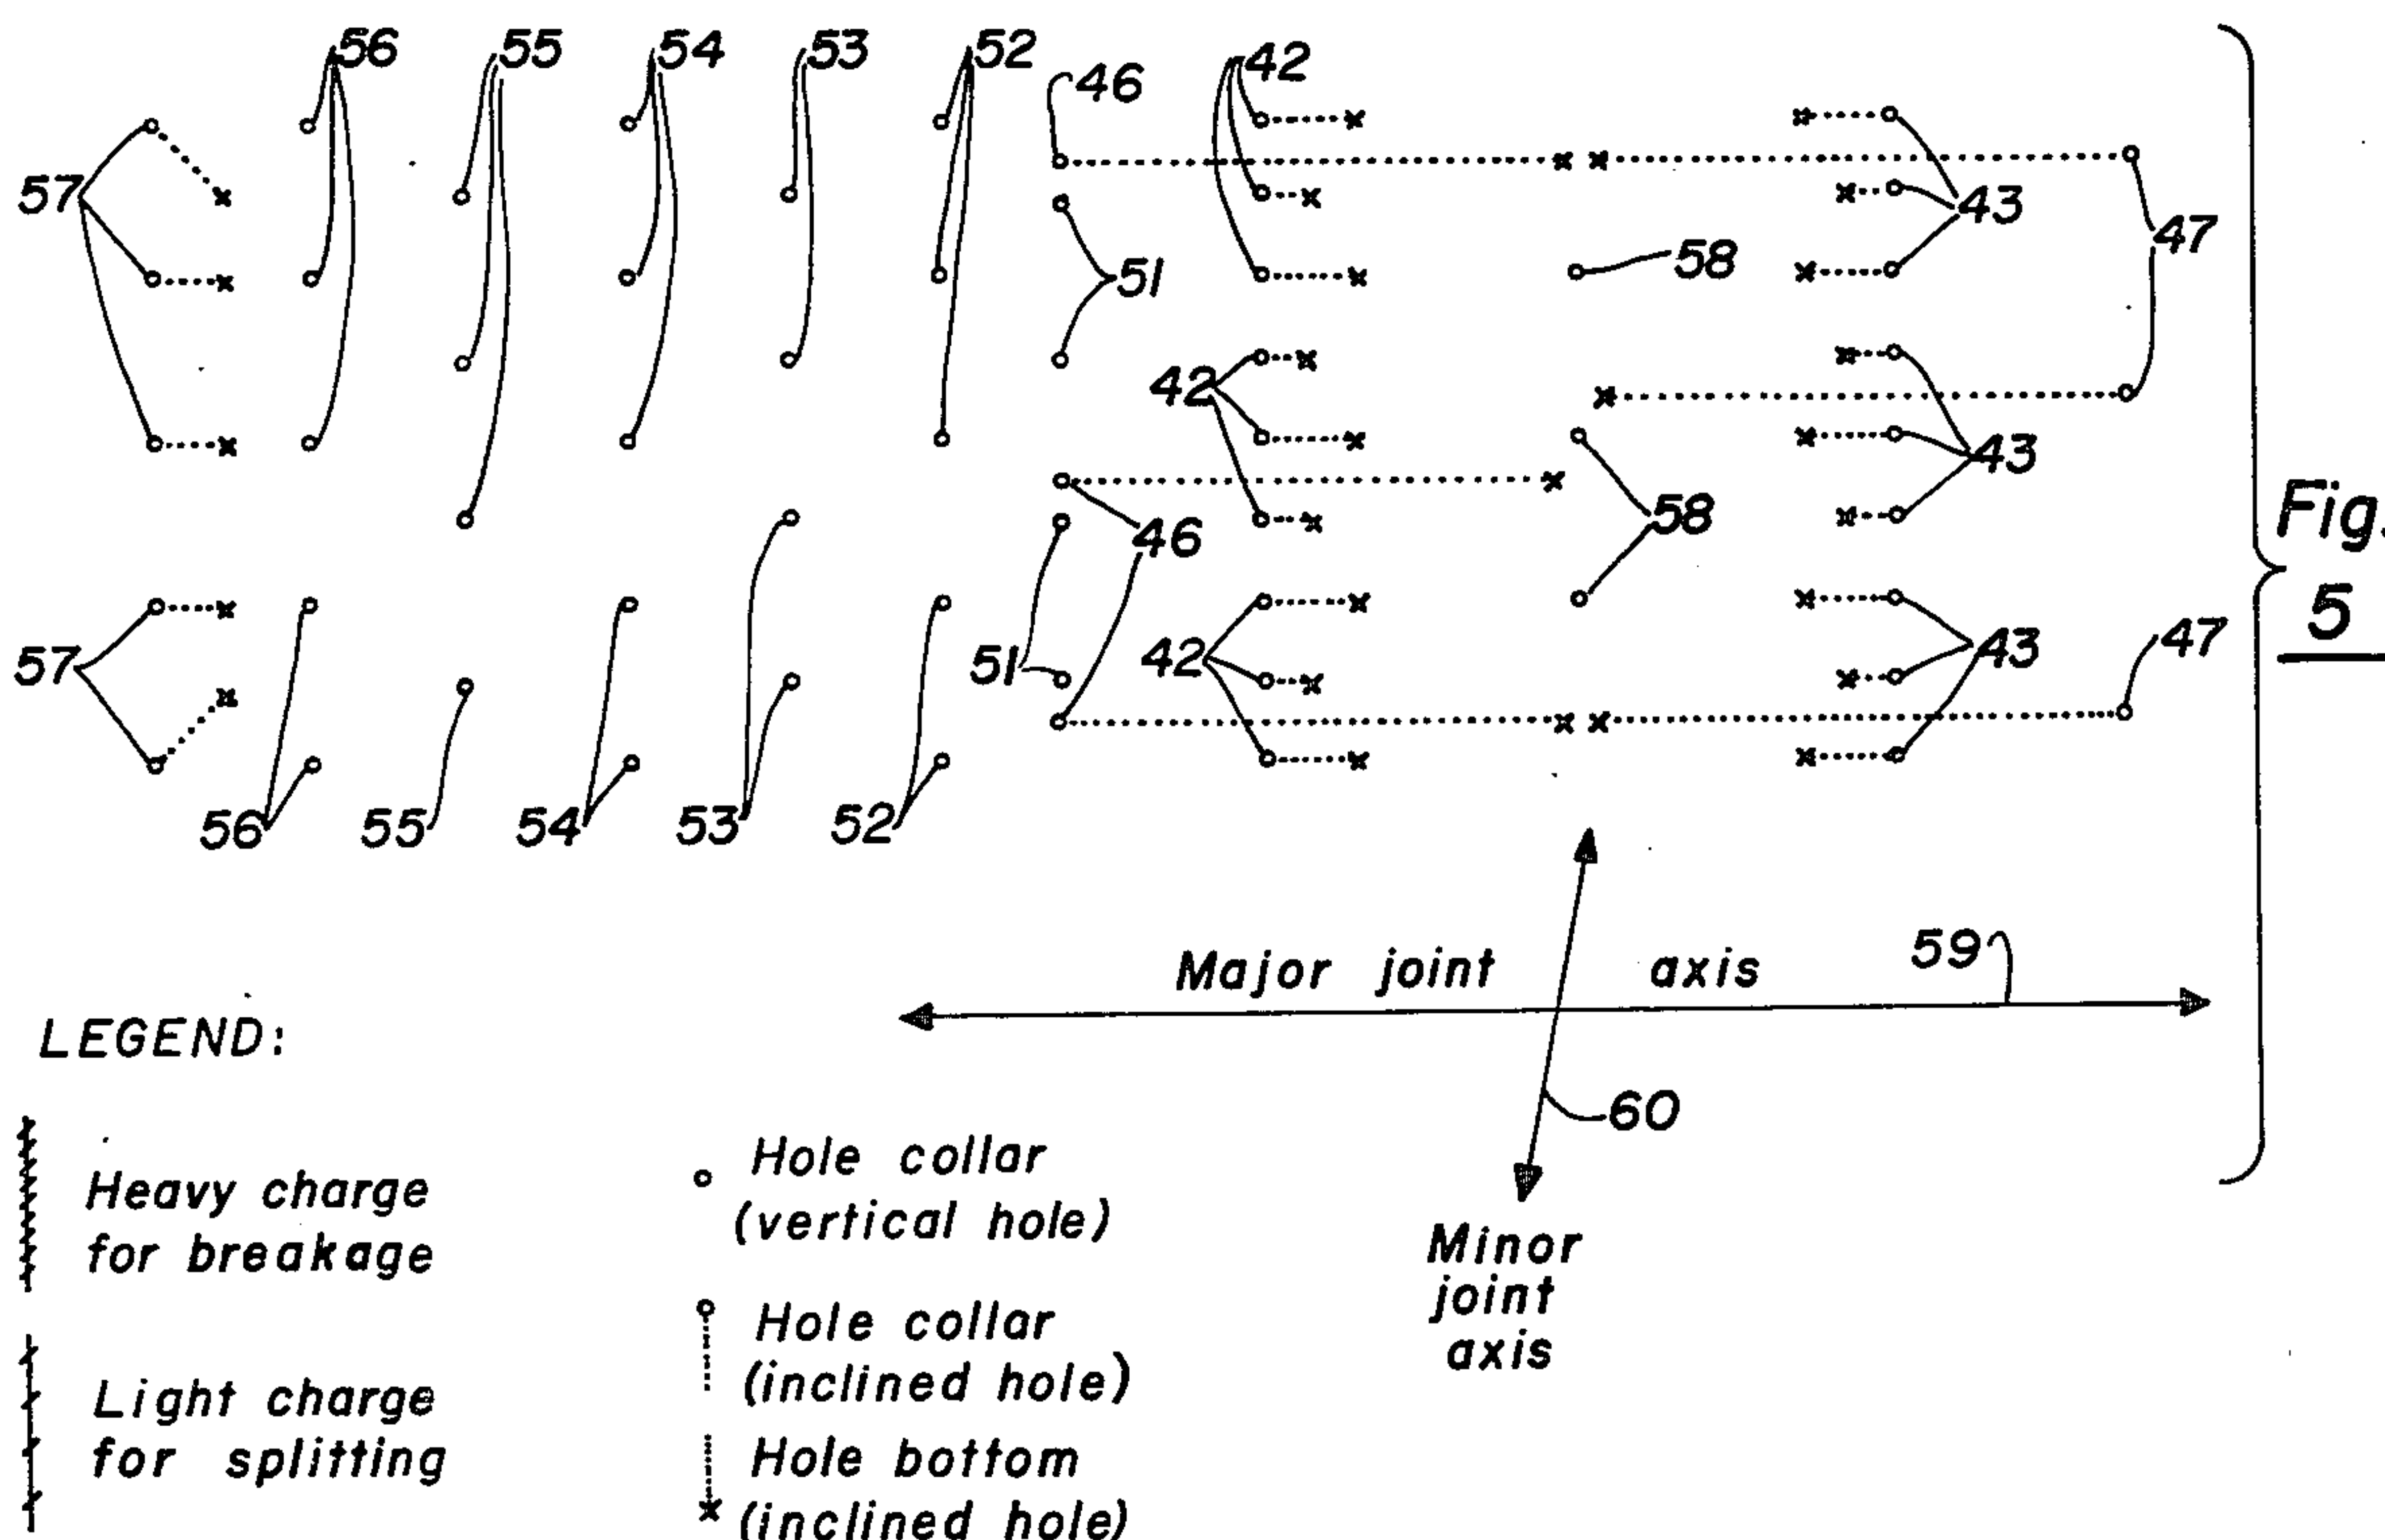 56 55 54 53 52 46 42
57 51 58 43 47
42 43
46 58
57 51 42 43 47
56 55 54 53 52
Fig.
5
Major joint axis 59
60
Minor
joint
axis
LEGEND:
Heavy charge
for breakage
Light charge
for splitting
Hole collar
(vertical hole)
Hole collar
(inclined hole)
Hole bottom
(inclined hole)